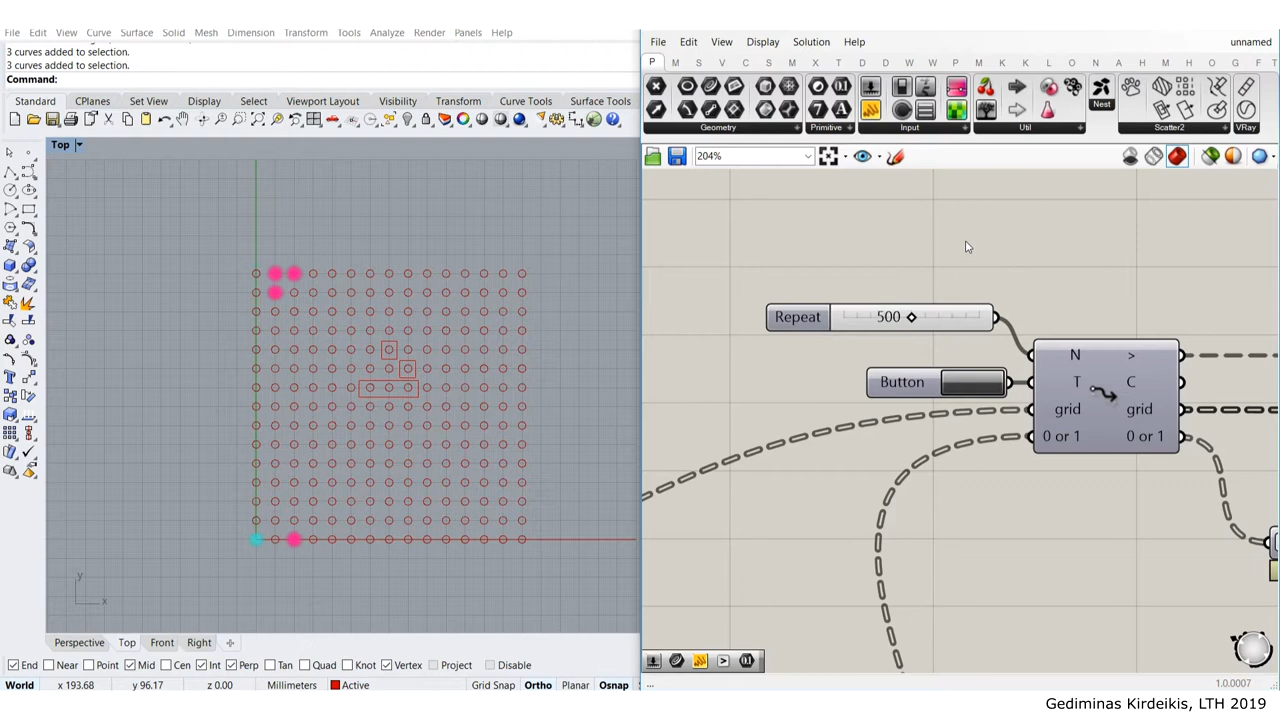 File Edit View Curve Surface Solid Mesh Dimension Transform Tools Analyze Render Panels Help
3 curves added to selection.
3 curves added to selection.
Command:
Standard CPlanes Set View Display Select Viewport Layout Visibility Transform Curve Tools Surface Tools
Top
y
x
Perspective Top Front Right
End Near Point Mid Cen Int Perp Tan Quad Knot Vertex Project Disable
World x 193.68 y 96.17 z 0.00 Millimeters Active Grid Snap Ortho Planar Osnap
File Edit View Display Solution Help unnamed
P M S V C S M I T D D M S V P M K K U L A N D K M D F T
Geometry Primitive Input Util Nest Scatter2 VRay
204%
Repeat 500
Button
N >
T C
grid grid
0 or 1 0 or 1
...
1.0.0007
Gediminas Kirdeikis, LTH 2019